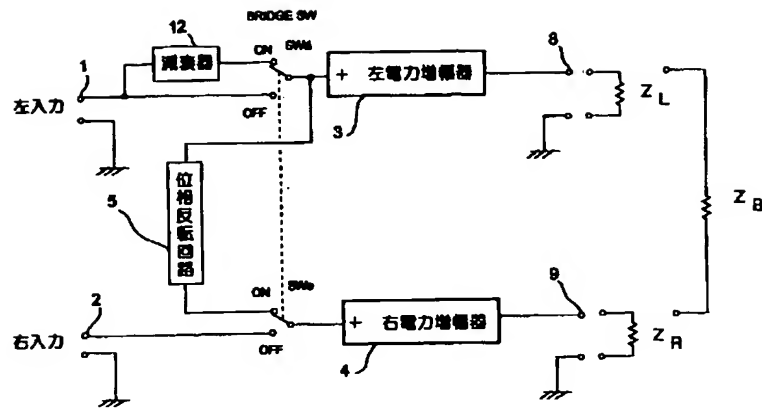 BRIDGE SW
12
減衰器
ON
SWd
1
左入力
OFF
+ 左電力増幅器
3
8
Z L
位相反転回路
5
Z B
2
右入力
ON
SWe
OFF
+ 右電力増幅器
4
9
Z R